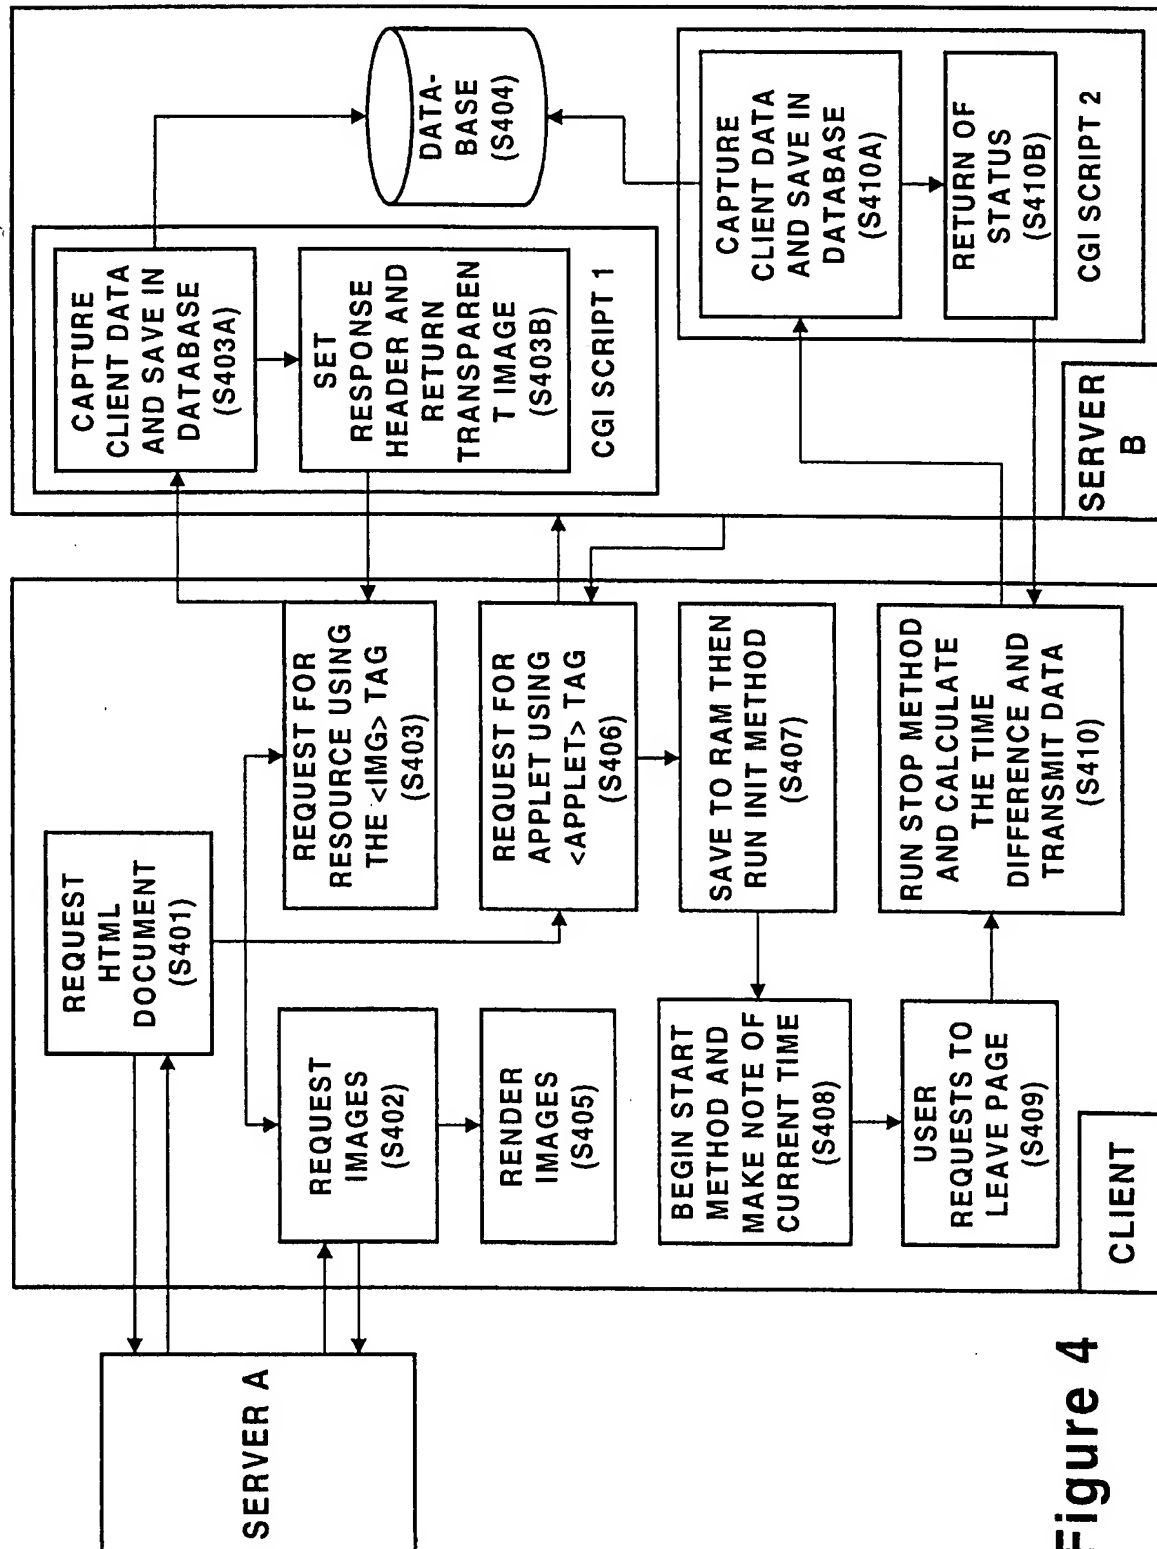 SERVER A
REQUEST
HTML
DOCUMENT
(S401)
REQUEST
IMAGES
(S402)
RENDER
IMAGES
(S405)
REQUEST FOR
RESOURCE USING
THE <IMG> TAG
(S403)
REQUEST FOR
APPLET USING
<APPLET> TAG
(S406)
SAVE TO RAM THEN
RUN INIT METHOD
(S407)
BEGIN START
METHOD AND
MAKE NOTE OF
CURRENT TIME
(S408)
USER
REQUESTS TO
LEAVE PAGE
(S409)
RUN STOP METHOD
AND CALCULATE
THE TIME
DIFFERENCE AND
TRANSMIT DATA
(S410)
CLIENT
CAPTURE
CLIENT DATA
AND SAVE IN
DATABASE
(S403A)
SET
RESPONSE
HEADER AND
RETURN
TRANSPAREN
T IMAGE
(S403B)
CGI SCRIPT 1
DATA-
BASE
(S404)
CAPTURE
CLIENT DATA
AND SAVE IN
DATABASE
(S410A)
RETURN OF
STATUS
(S410B)
CGI SCRIPT 2
SERVER
B
Figure 4